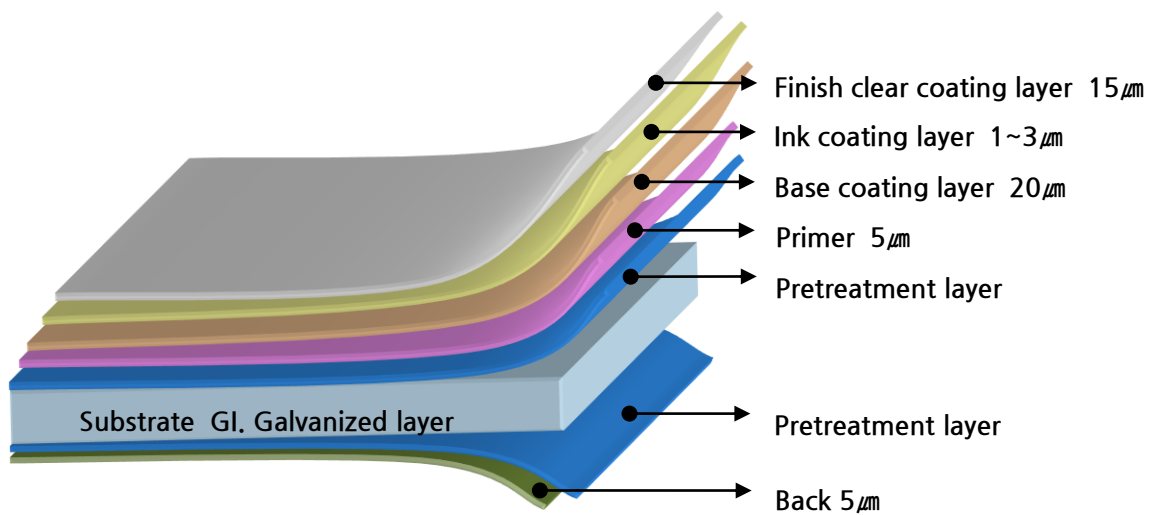 Finish clear coating layer 15㎛
Ink coating layer 1~3㎛
Base coating layer 20㎛
Primer 5㎛
Pretreatment layer
Substrate GI. Galvanized layer
Pretreatment layer
Back 5㎛